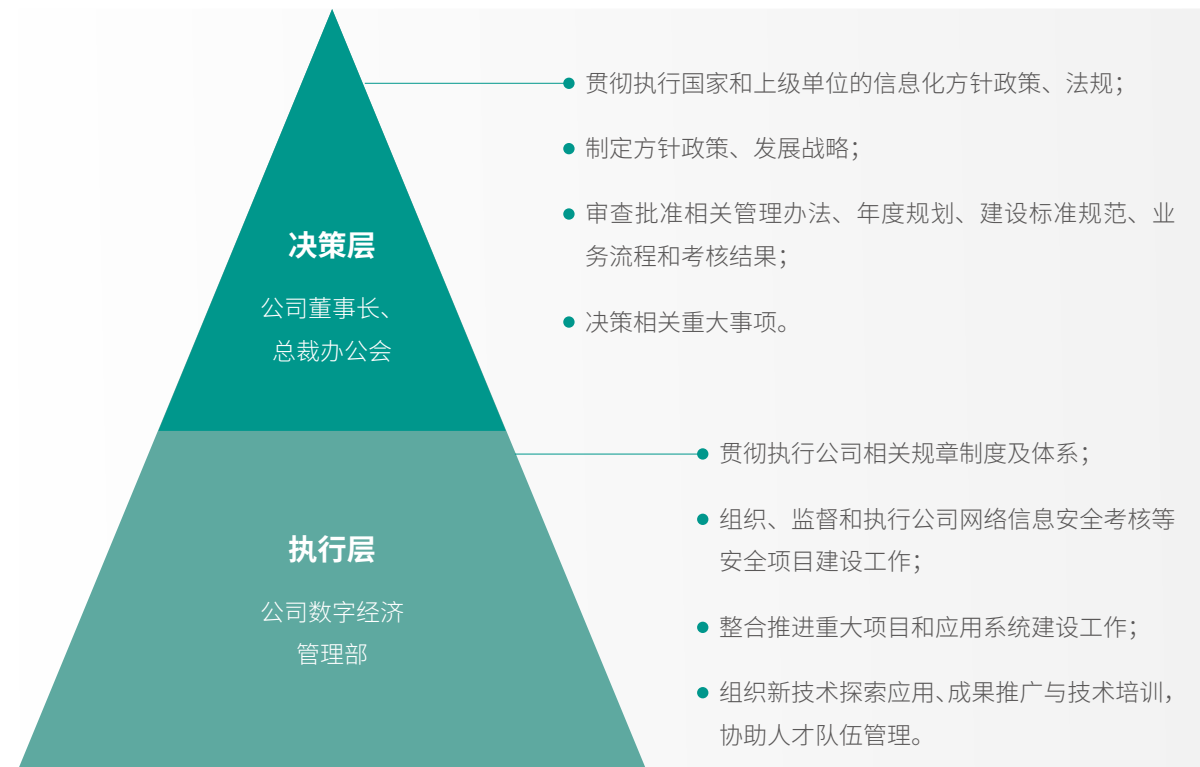 决策层
公司董事长、
总裁办公会
贯彻执行国家和上级单位的信息化方针政策、法规；
制定方针政策、发展战略；
审查批准相关管理办法、年度规划、建设标准规范、业
务流程和考核结果；
决策相关重大事项。
执行层
公司数字经济
管理部
贯彻执行公司相关规章制度及体系；
组织、监督和执行公司网络信息安全考核等
安全项目建设工作；
整合推进重大项目和应用系统建设工作；
组织新技术探索应用、成果推广与技术培训，
协助人才队伍管理。